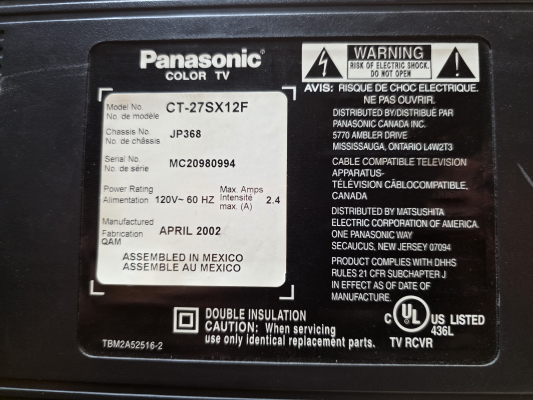 Panasonic
COLOR TV
Model No.
No. de modèle
CT-27SX12F
Chassis No.
No. de châssis
JP368
Serial No.
No. de série
MC20980994
Power Rating
Alimentation
120V~ 60 HZ
Max. Amps
Intensité
max. (A)
2.4
Manufactured
Fabrication
APRIL 2002
QAM
ASSEMBLED IN MEXICO
ASSEMBLE AU MEXICO
WARNING
RISK OF ELECTRIC SHOCK.
DO NOT OPEN
AVIS: RISQUE DE CHOC ELECTRIQUE.
NE PAS OUVRIR.
DISTRIBUTED BY/DISTRIBUÉ PAR
PANASONIC CANADA INC.
5770 AMBLER DRIVE
MISSISSAUGA, ONTARIO L4W2T3
CABLE COMPATIBLE TELEVISION
APPARATUS-
TÉLÉVISION CÂBLOCOMPATIBLE,
CANADA
DISTRIBUTED BY MATSUSHITA
ELECTRIC CORPORATION OF AMERICA.
ONE PANASONIC WAY
SECAUCUS, NEW JERSEY 07094
PRODUCT COMPLIES WITH DHHS
RULES 21 CFR SUBCHAPTER J
IN EFFECT AS OF DATE OF
MANUFACTURE.
DOUBLE INSULATION
CAUTION: When servicing
use only identical replacement parts.
C UL US LISTED
436L
TV RCVR
TBM2A52516-2